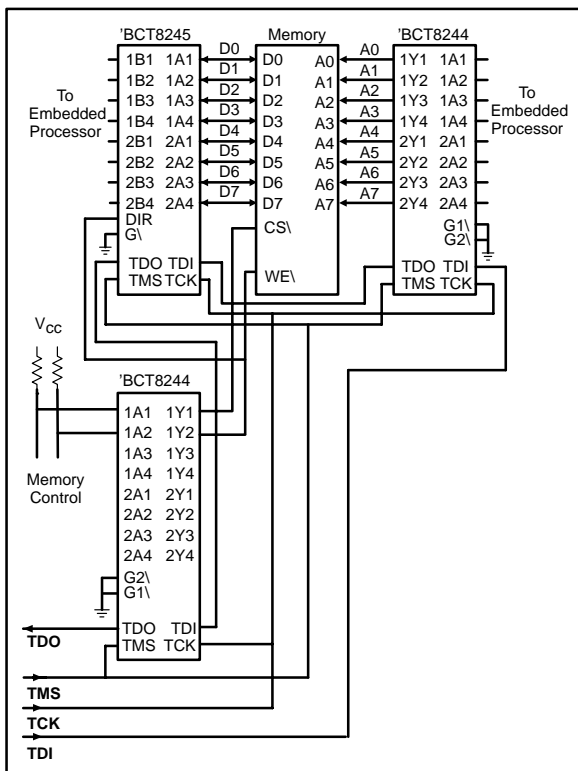 'BCT8245 Memory 'BCT8244
1B1 1A1 D0 D0 A0 A0 1Y1 1A1
1B2 1A2 D1 D1 A1 A1 1Y2 1A2
1B3 1A3 D2 D2 A2 A2 1Y3 1A3
1B4 1A4 D3 D3 A3 A3 1Y4 1A4
2B1 2A1 D4 D4 A4 A4 2Y1 2A1
2B2 2A2 D5 D5 A5 A5 2Y2 2A2
2B3 2A3 D6 D6 A6 A6 2Y3 2A3
2B4 2A4 D7 D7 A7 A7 2Y4 2A4
To
Embedded
Processor
To
Embedded
Processor
DIR
G\
CS\
G1\
G2\
TDO TDI
TMS TCK
WE\
TDO TDI
TMS TCK
VCC
'BCT8244
1A1 1Y1
1A2 1Y2
1A3 1Y3
1A4 1Y4
2A1 2Y1
2A2 2Y2
2A3 2Y3
2A4 2Y4
Memory
Control
G2\
G1\
TDO TDI
TMS TCK
TDO
TMS
TCK
TDI